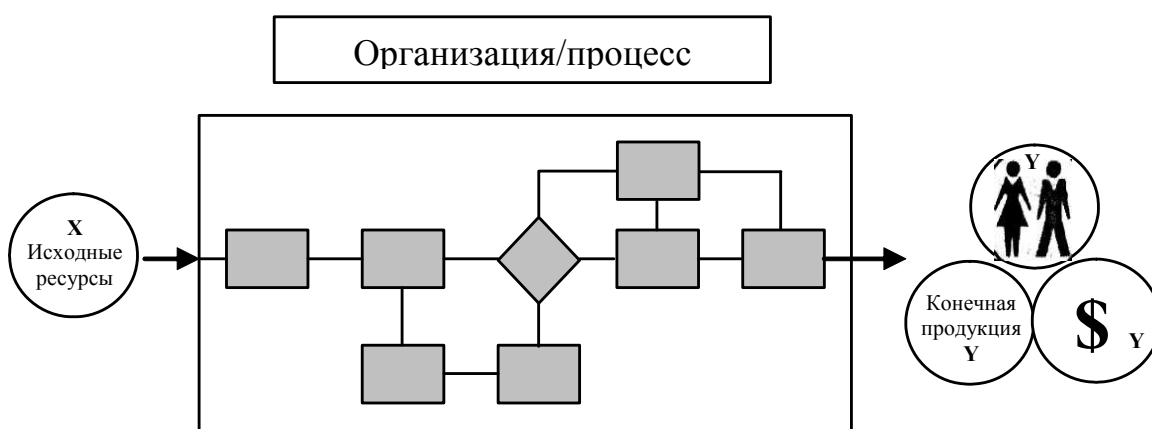 Организация/процесс
X
Исходные
ресурсы
Y
Конечная
продукция
Y
$ Y